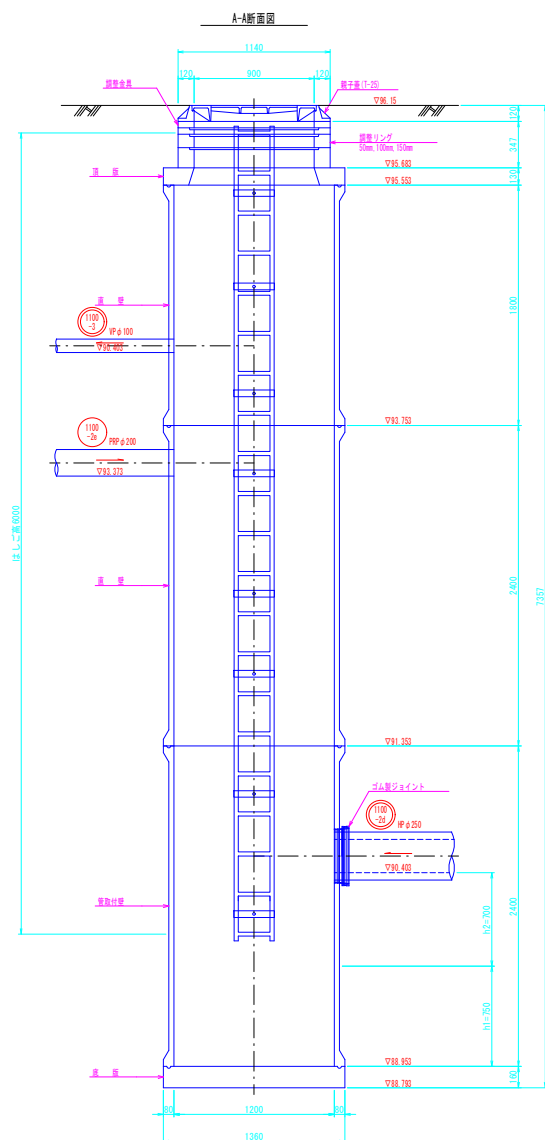 A-A断面図
1140
120
900
120
調整金具
親子蓋(T-25)
▽96.15
120
調整リング
50mm,100mm,150mm
347
▽95.683
頂　版
130
▽95.553
直　壁
1800
1100
-3
VPφ100
▽90.403
▽93.753
1100
-2e
PRPφ200
▽93.373
はしご高6000
直　壁
2400
7357
▽91.353
ゴム製ジョイント
1100
-2d
HPφ250
▽90.403
管取付壁
2400
h2=700
h1=750
▽88.953
底　版
160
▽88.793
80
1200
80
1360